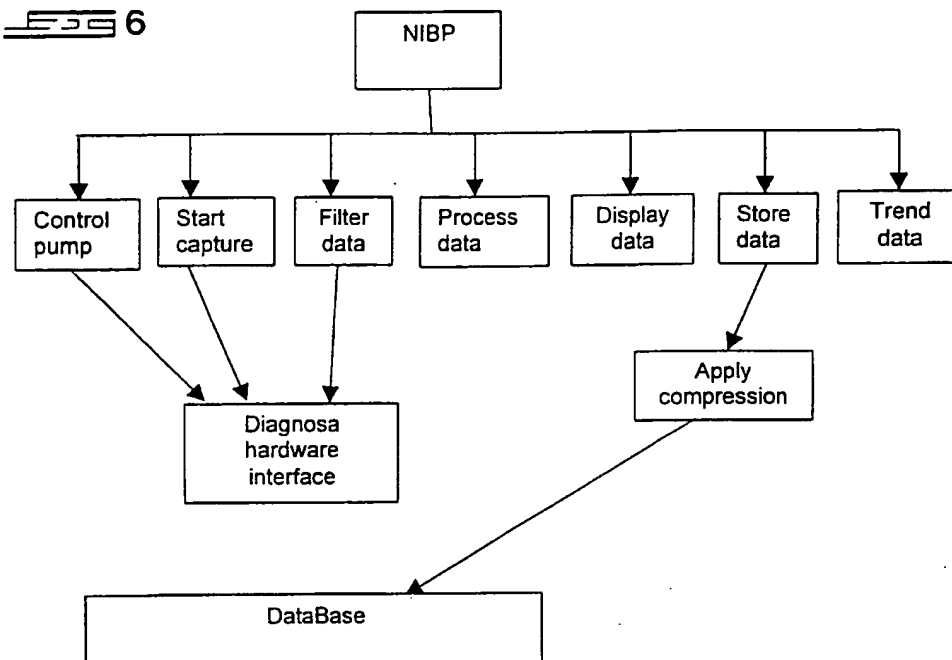 6
NIBP
Control
pump
Start
capture
Filter
data
Process
data
Display
data
Store
data
Trend
data
Apply
compression
Diagnosa
hardware
interface
DataBase